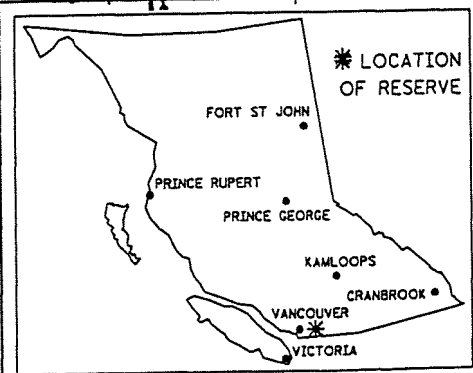 ✳ LOCATION
OF RESERVE
FORT ST JOHN
PRINCE RUPERT
PRINCE GEORGE
KAMLOOPS
CRANBROOK
VANCOUVER
VICTORIA